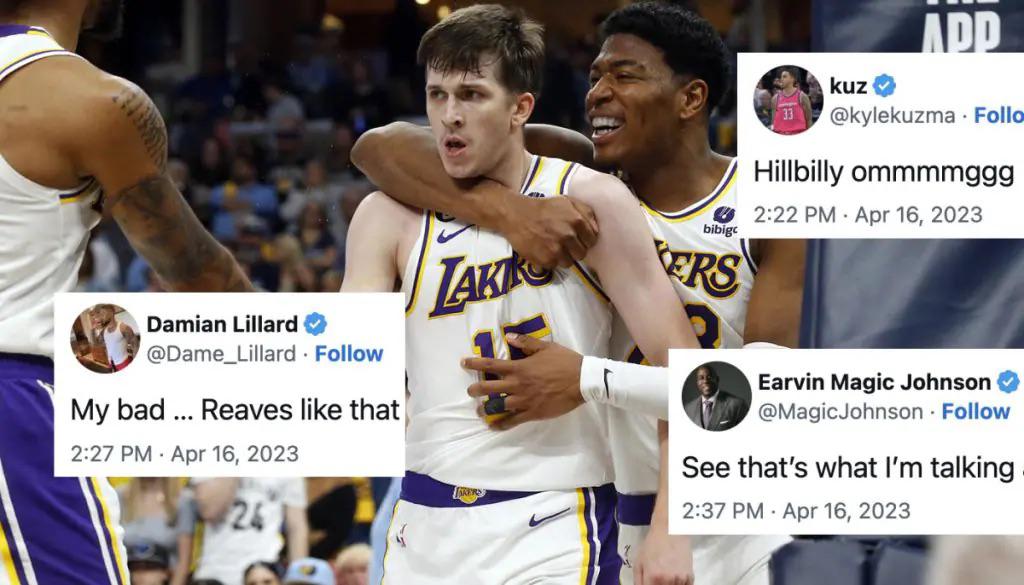 APP
kuz
@kylekuzma · Follo
Hillbilly ommmmggg
2:22 PM · Apr 16, 2023
bibigo
LAKERS
KERS
15
Damian Lillard
@Dame_Lillard · Follow
My bad ... Reaves like that
2:27 PM · Apr 16, 2023
Earvin Magic Johnson
@MagicJohnson · Follow
See that's what I'm talking
2:37 PM · Apr 16, 2023
LAKERS
24
33